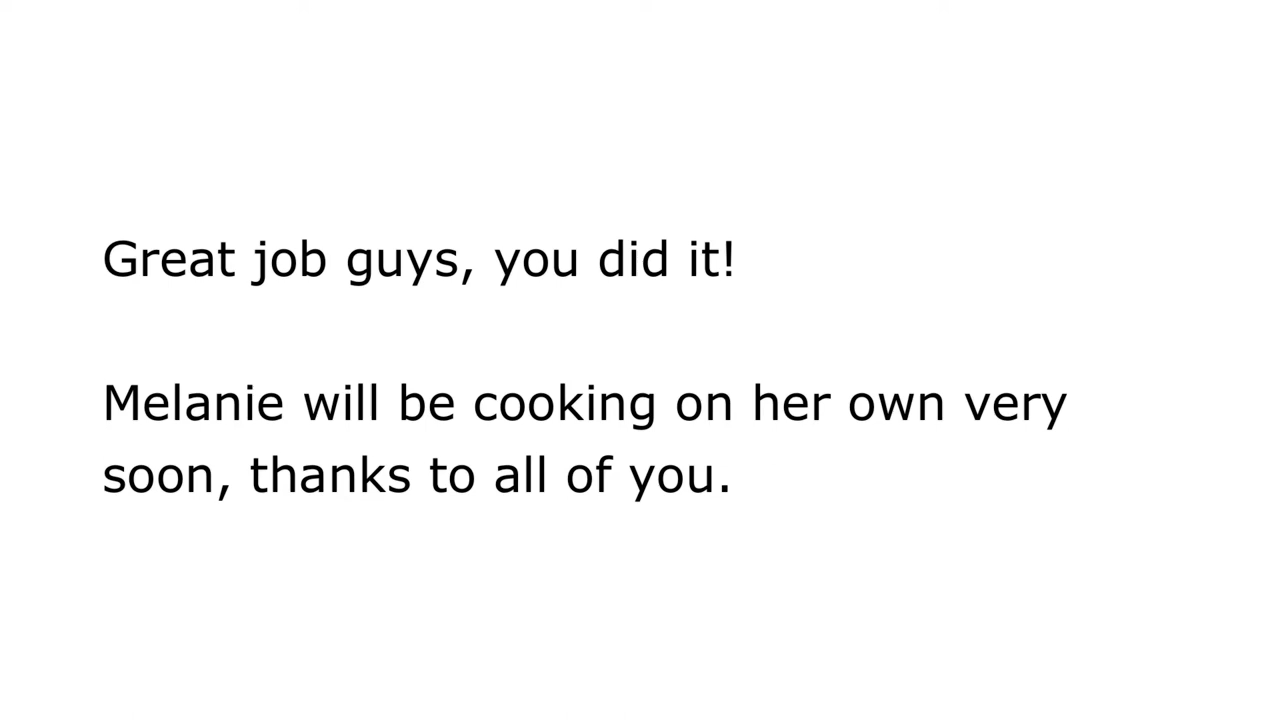 Great job guys, you did it!
Melanie will be cooking on her own very
soon, thanks to all of you.